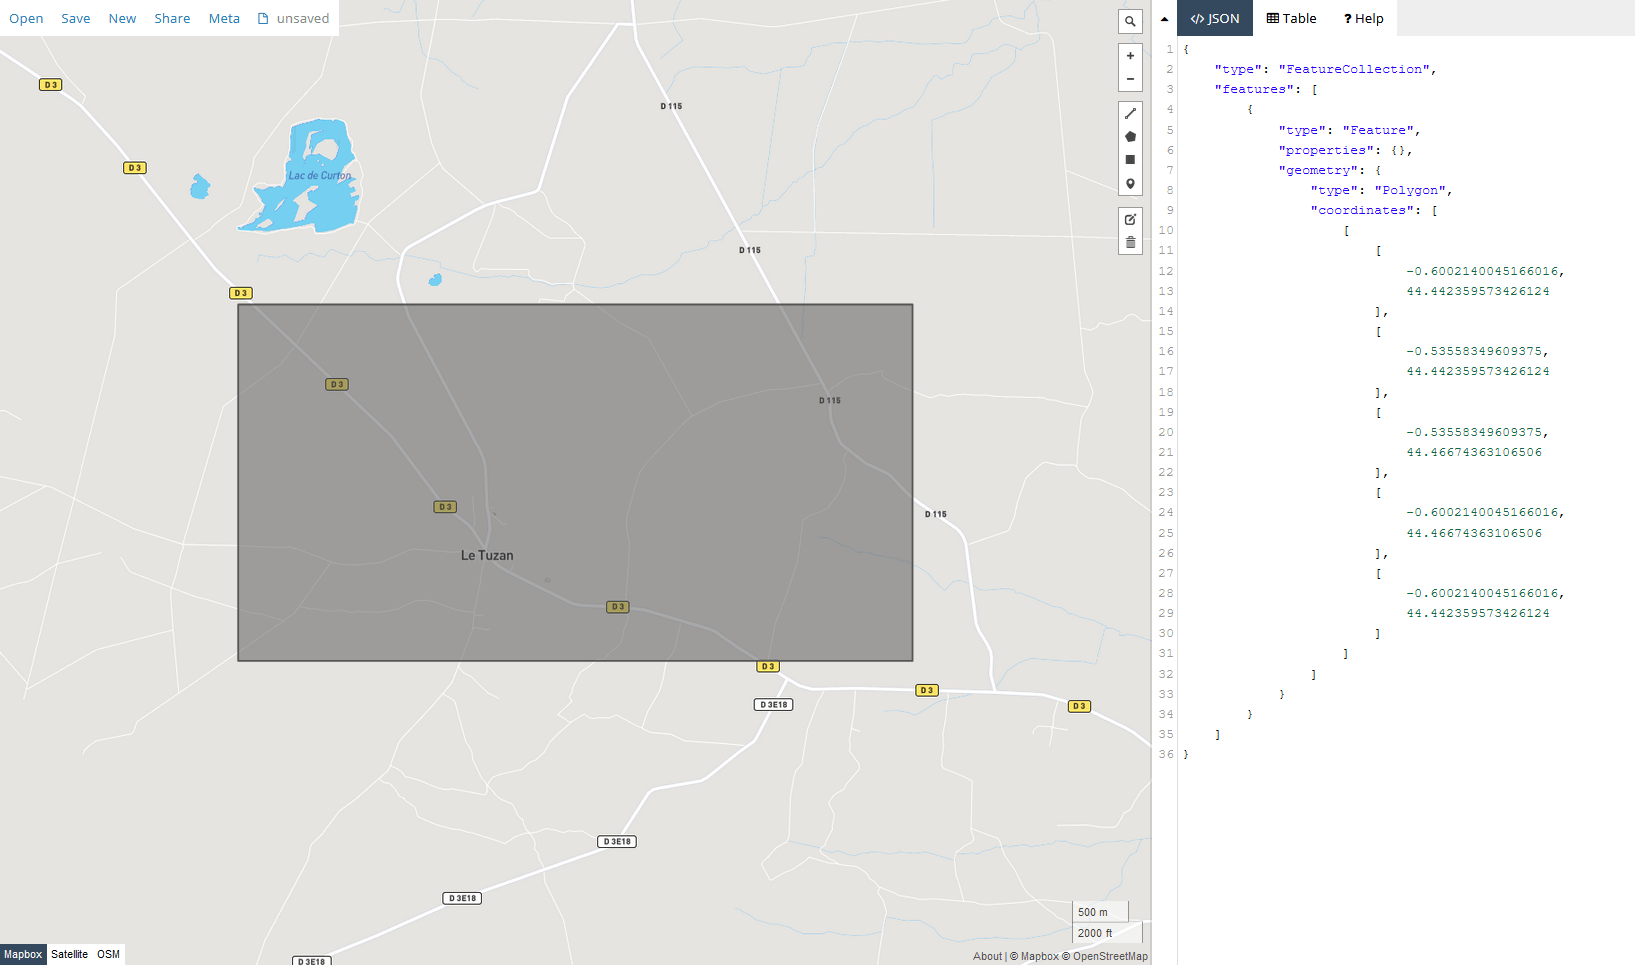 Open Save New Share Meta unsaved
D 3
D 115
D 3
Lac de Curton
D 115
D 3
D 3
D 115
D 3
D 115
Le Tuzan
D 3
D 3
D 3
D 3E18
D 3
D 3E18
D 3E18
D 3E18
500 m
2000 ft
Mapbox Satellite OSM
About | © Mapbox © OpenStreetMap
</> JSON Table ? Help
1 {
2 "type": "FeatureCollection",
3 "features": [
4 {
5 "type": "Feature",
6 "properties": {},
7 "geometry": {
8 "type": "Polygon",
9 "coordinates": [
10 [
11 [
12 -0.6002140045166016,
13 44.442359573426124
14 ],
15 [
16 -0.53558349609375,
17 44.442359573426124
18 ],
19 [
20 -0.53558349609375,
21 44.46674363106506
22 ],
23 [
24 -0.6002140045166016,
25 44.46674363106506
26 ],
27 [
28 -0.6002140045166016,
29 44.442359573426124
30 ]
31 ]
32 ]
33 }
34 }
35 ]
36 }